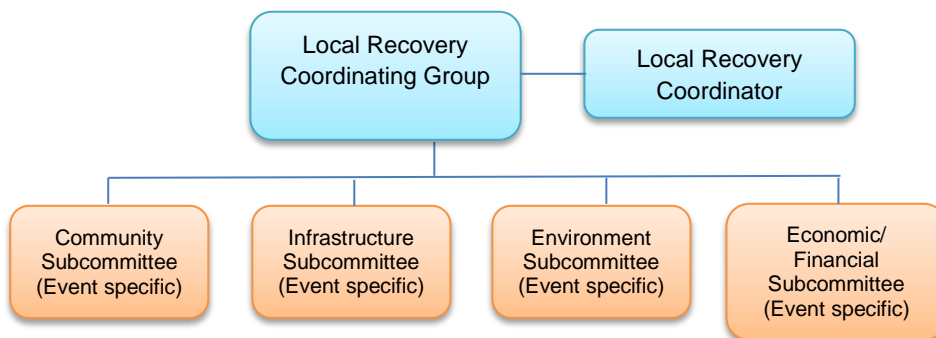 Local Recovery
Coordinating Group
Local Recovery
Coordinator
Community
Subcommittee
(Event specific)
Infrastructure
Subcommittee
(Event specific)
Environment
Subcommittee
(Event specific)
Economic/
Financial
Subcommittee
(Event specific)